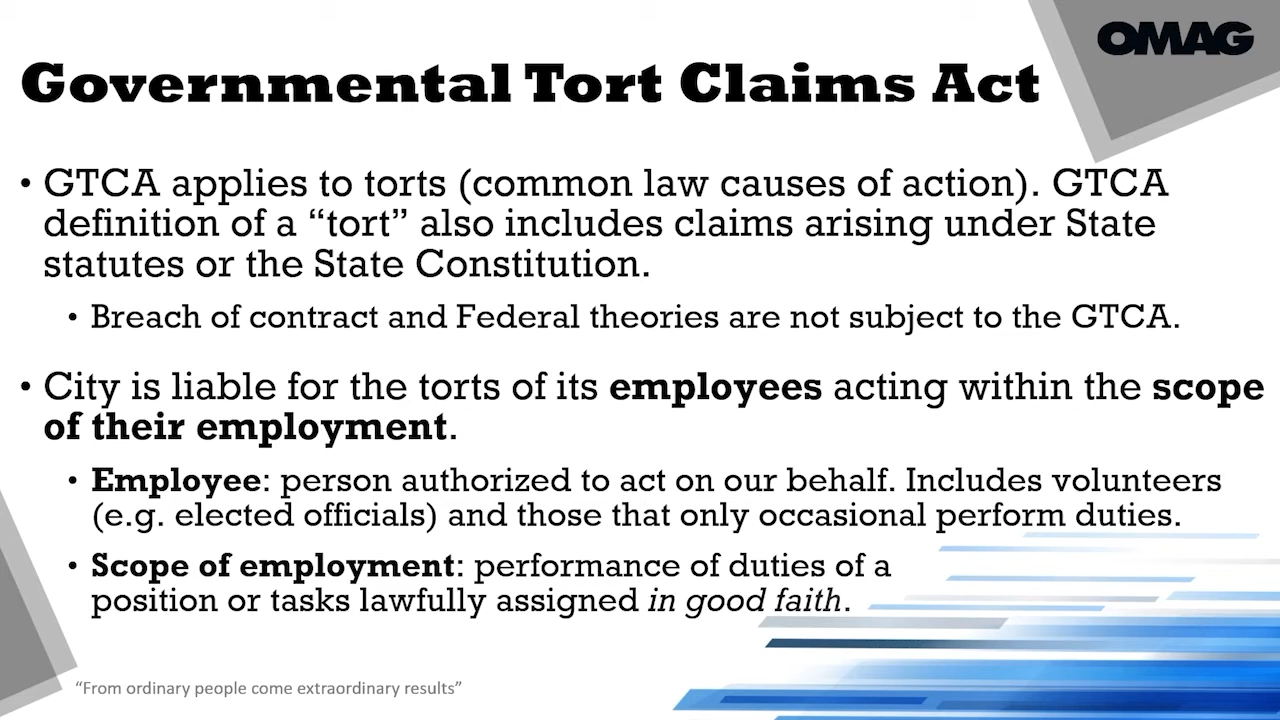 OMAG
Governmental Tort Claims Act
• GTCA applies to torts (common law causes of action). GTCA
definition of a “tort” also includes claims arising under State
statutes or the State Constitution.
• Breach of contract and Federal theories are not subject to the GTCA.
• City is liable for the torts of its employees acting within the scope
of their employment.
• Employee: person authorized to act on our behalf. Includes volunteers
(e.g. elected officials) and those that only occasional perform duties.
• Scope of employment: performance of duties of a
position or tasks lawfully assigned in good faith.
“From ordinary people come extraordinary results”